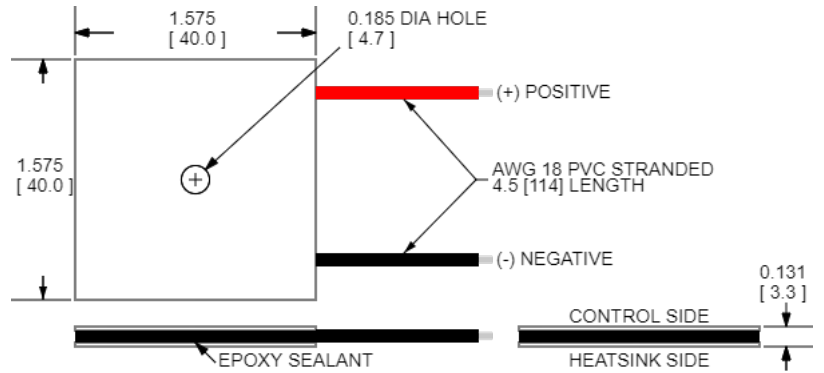 1.575
[ 40.0 ]
0.185 DIA HOLE
[ 4.7 ]
(+) POSITIVE
1.575
[ 40.0 ]
AWG 18 PVC STRANDED
4.5 [114] LENGTH
(-) NEGATIVE
0.131
[ 3.3 ]
CONTROL SIDE
EPOXY SEALANT
HEATSINK SIDE